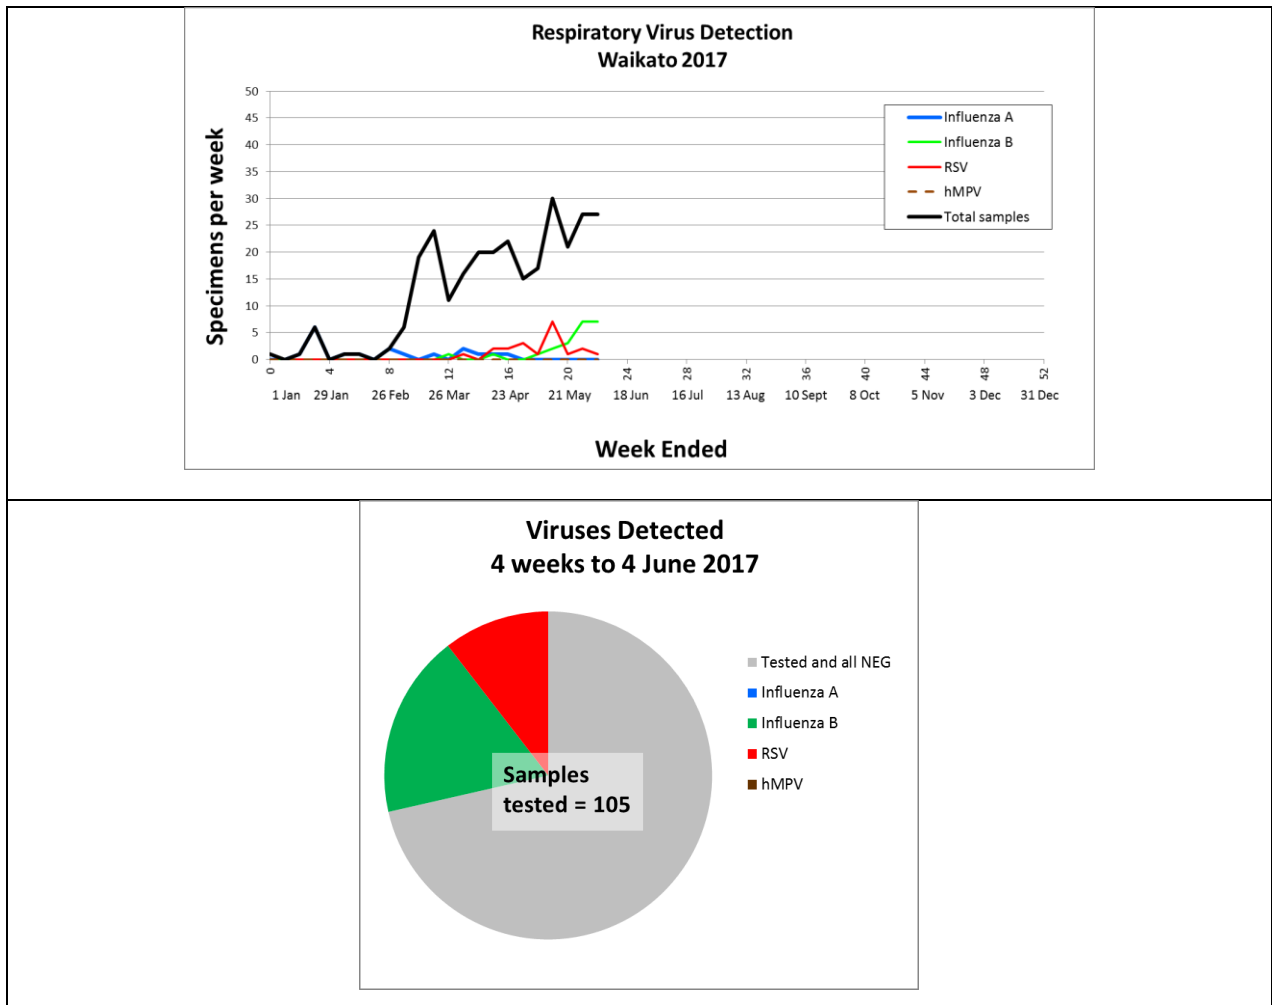 Respiratory Virus Detection
Waikato 2017
Specimens per week
50
45
40
35
30
25
20
15
10
5
0
Influenza A
Influenza B
RSV
hMPV
Total samples
0 4 8 12 16 20 24 28 32 36 40 44 48 52
1 Jan 29 Jan 26 Feb 26 Mar 23 Apr 21 May 18 Jun 16 Jul 13 Aug 10 Sept 8 Oct 5 Nov 3 Dec 31 Dec
Week Ended
Viruses Detected
4 weeks to 4 June 2017
Samples
tested = 105
Tested and all NEG
Influenza A
Influenza B
RSV
hMPV